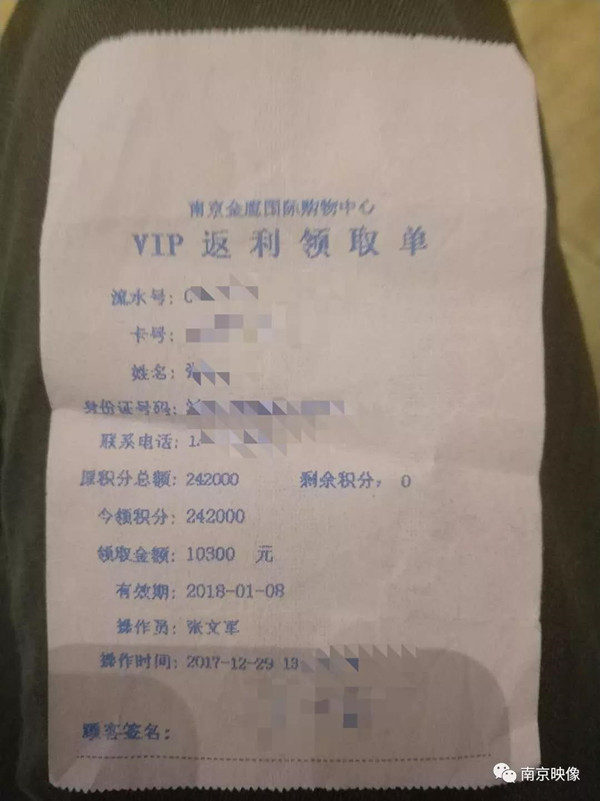 南京金鹰国际购物中心
VIP 返利领取单
流水号:
卡号:
姓名: 张
身份证号码:
联系电话: 1
原积分总额: 242000 剩余积分: 0
今领积分: 242000
领取金额: 10300 元
有效期: 2018-01-08
操作员: 张文军
操作时间: 2017-12-29 13
顾客签名:
南京映像